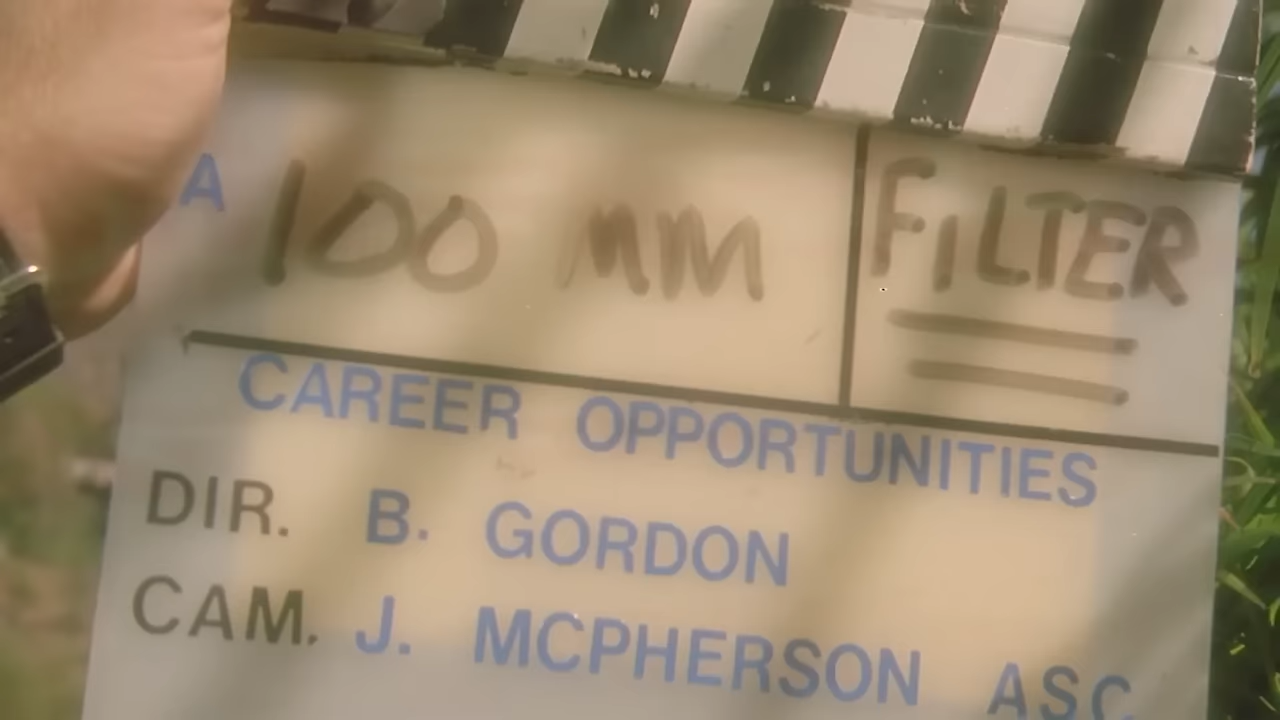 A 100 MM FILTER
CAREER OPPORTUNITIES
DIR. B. GORDON
CAM. J. MCPHERSON ASC